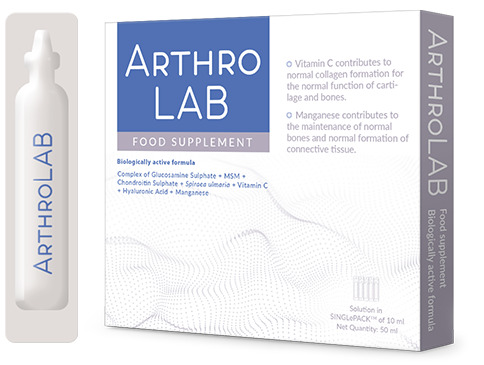 ARTHROLAB
ARTHRO
LAB
FOOD SUPPLEMENT
Biologically active formula
Complex of Glucosamine Sulphate + MSM +
Chondroitin Sulphate + Spiraea ulmaria + Vitamin C
+ Hyaluronic Acid + Manganese
Vitamin C contributes to
normal collagen formation for
the normal function of carti-
lage and bones.
Manganese contributes to
the maintenance of normal
bones and normal formation of
connective tissue.
Solution in
SINGLePACK™ of 10 ml
Net Quantity: 50 ml
ARTHROLAB
Food supplement
Biologically active formula